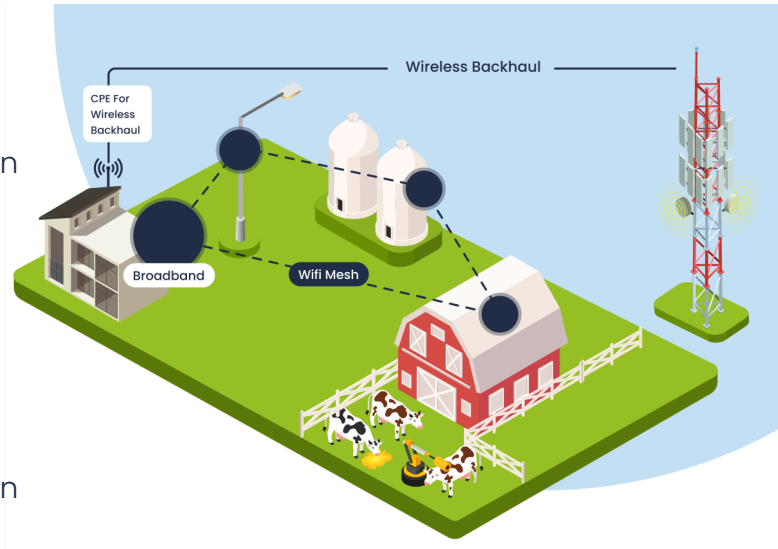 Wireless Backhaul
CPE For
Wireless
Backhaul
n
Broadband
Wifi Mesh
n